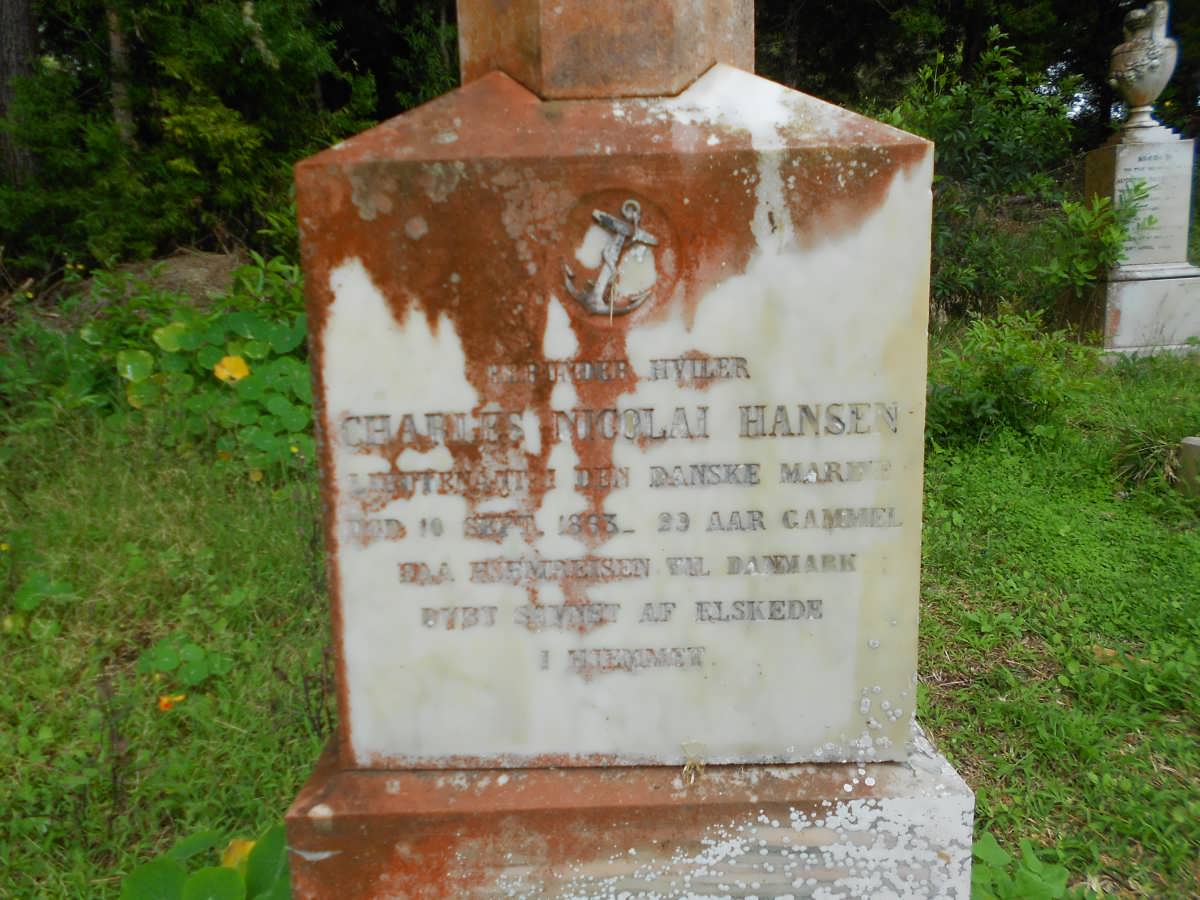 HERUNDER HVILER
CHARLES NICOLAI HANSEN
LIEUTENANT I DEN DANSKE MARINE
DØD 10 SEPT. 1863_ 29 AAR GAMMEL
PAA HJEMREISEN TIL DANMARK
DYBT SAVNET AF ELSKEDE
I HJEMMET